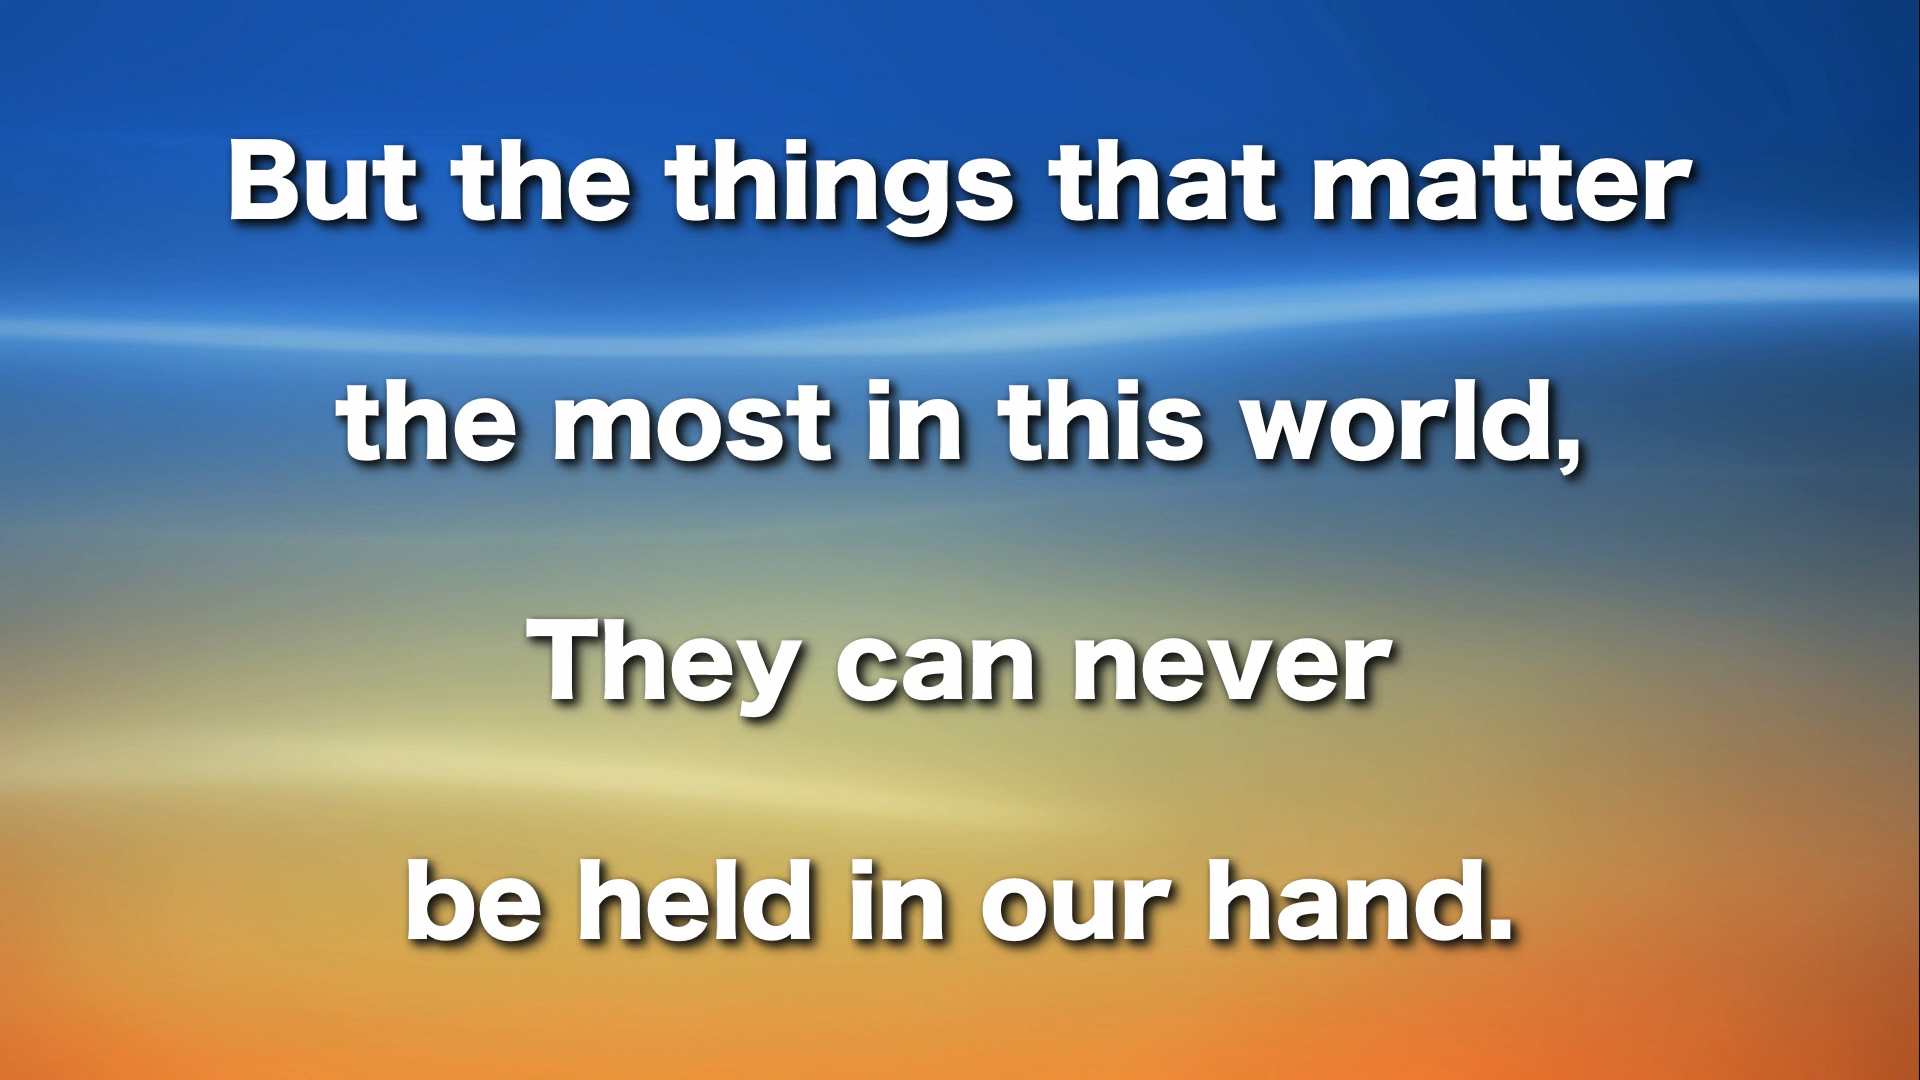 But the things that matter
the most in this world,
They can never
be held in our hand.